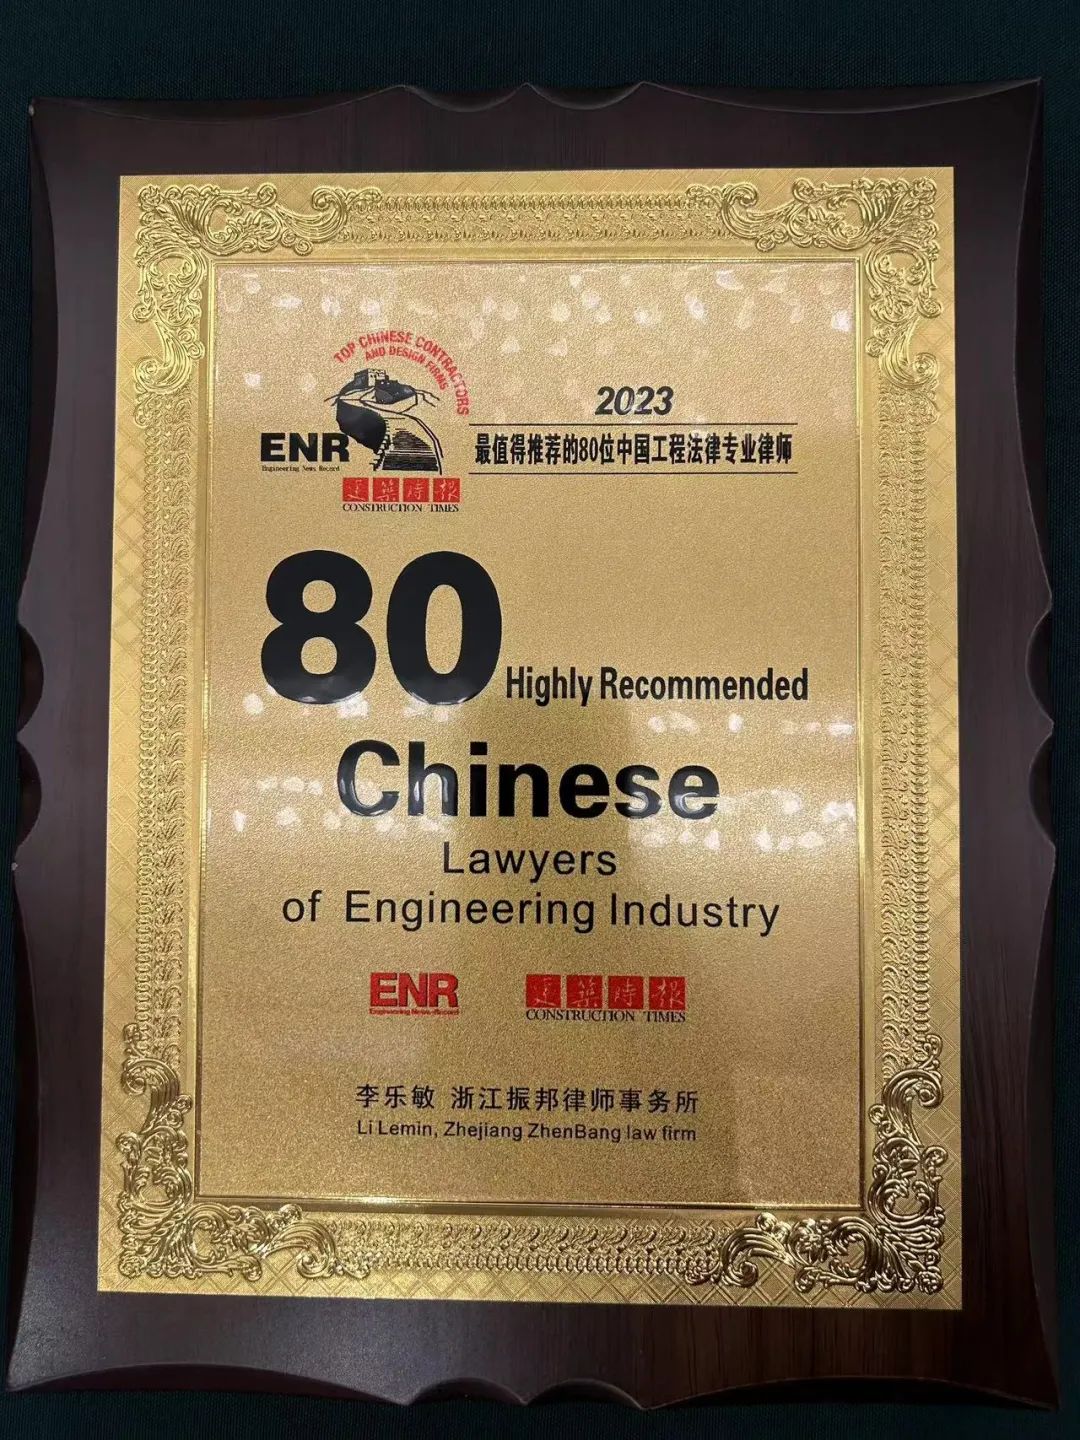 TOP CHINESE CONTRACTORS
AND DESIGN FIRMS
ENR
Engineering News Record
建築时报
CONSTRUCTION TIMES
2023
最值得推荐的80位中国工程法律专业律师
80 Highly Recommended
Chinese
Lawyers
of Engineering Industry
ENR
Engineering News-Record
建築时报
CONSTRUCTION TIMES
李乐敏 浙江振邦律师事务所
Li Lemin, Zhejiang ZhenBang law firm